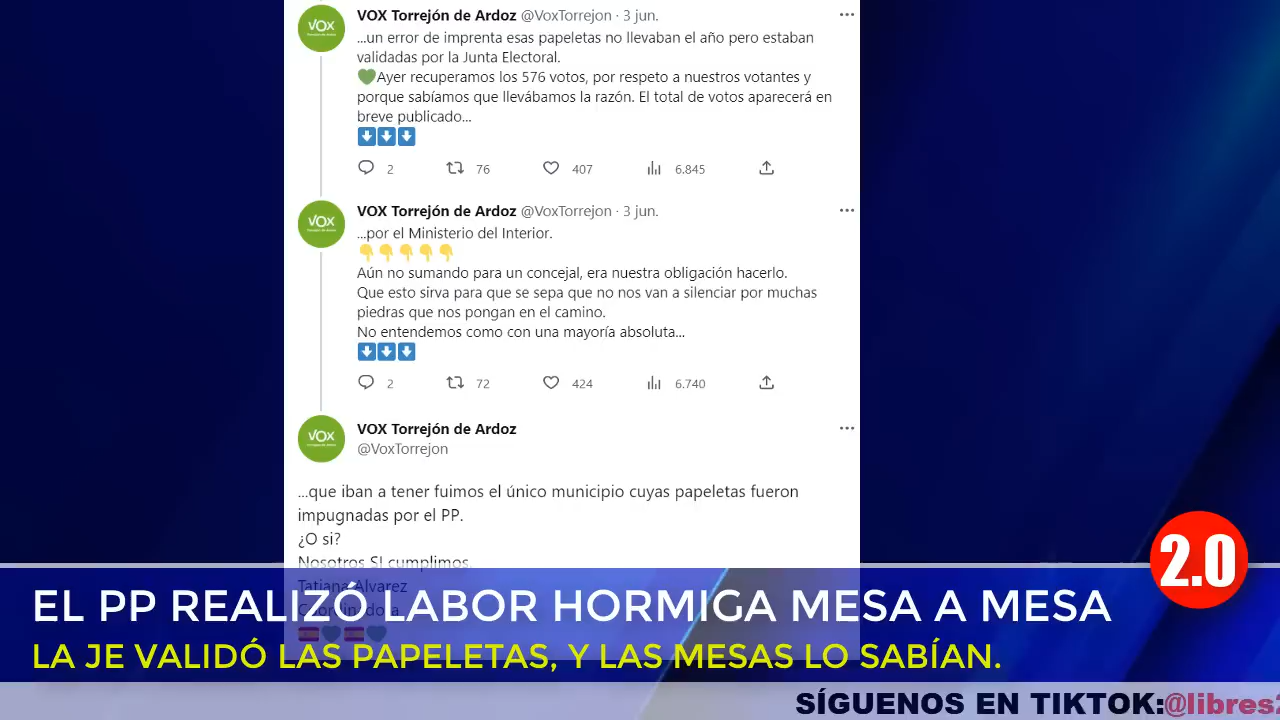 VOX Torrejón de Ardoz @VoxTorrejon · 3 jun.
...un error de imprenta esas papeletas no llevaban el año pero estaban
validadas por la Junta Electoral.
💚Ayer recuperamos los 576 votos, por respeto a nuestros votantes y
porque sabíamos que llevábamos la razón. El total de votos aparecerá en
breve publicado...
⬇️⬇️⬇️
2 76 407 6.845
VOX Torrejón de Ardoz @VoxTorrejon · 3 jun.
...por el Ministerio del Interior.
👇👇👇👇👇
Aún no sumando para un concejal, era nuestra obligación hacerlo.
Que esto sirva para que se sepa que no nos van a silenciar por muchas
piedras que nos pongan en el camino.
No entendemos como con una mayoría absoluta...
⬇️⬇️⬇️
2 72 424 6.740
VOX Torrejón de Ardoz
@VoxTorrejon
...que iban a tener fuimos el único municipio cuyas papeletas fueron
impugnadas por el PP.
¿O si?
Nosotros SI cumplimos.
Tatiana Álvarez
2.0
EL PP REALIZÓ LABOR HORMIGA MESA A MESA
LA JE VALIDÓ LAS PAPELETAS, Y LAS MESAS LO SABÍAN.
SÍGUENOS EN TIKTOK:@libres2